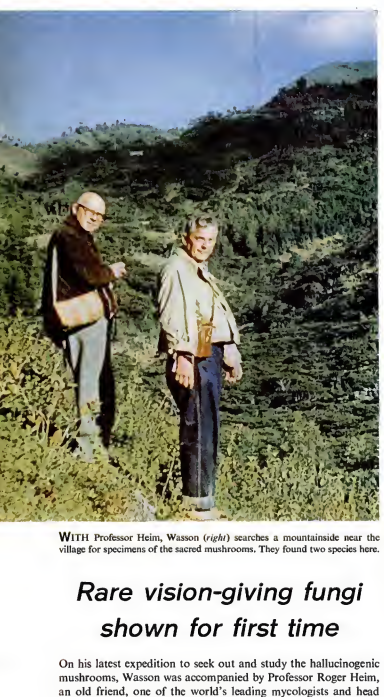 WITH Professor Heim, Wasson (right) searches a mountainside near the
village for specimens of the sacred mushrooms. They found two species here.
Rare vision-giving fungi
shown for first time
On his latest expedition to seek out and study the hallucinogenic
mushrooms, Wasson was accompanied by Professor Roger Heim,
an old friend, one of the world's leading mycologists and head